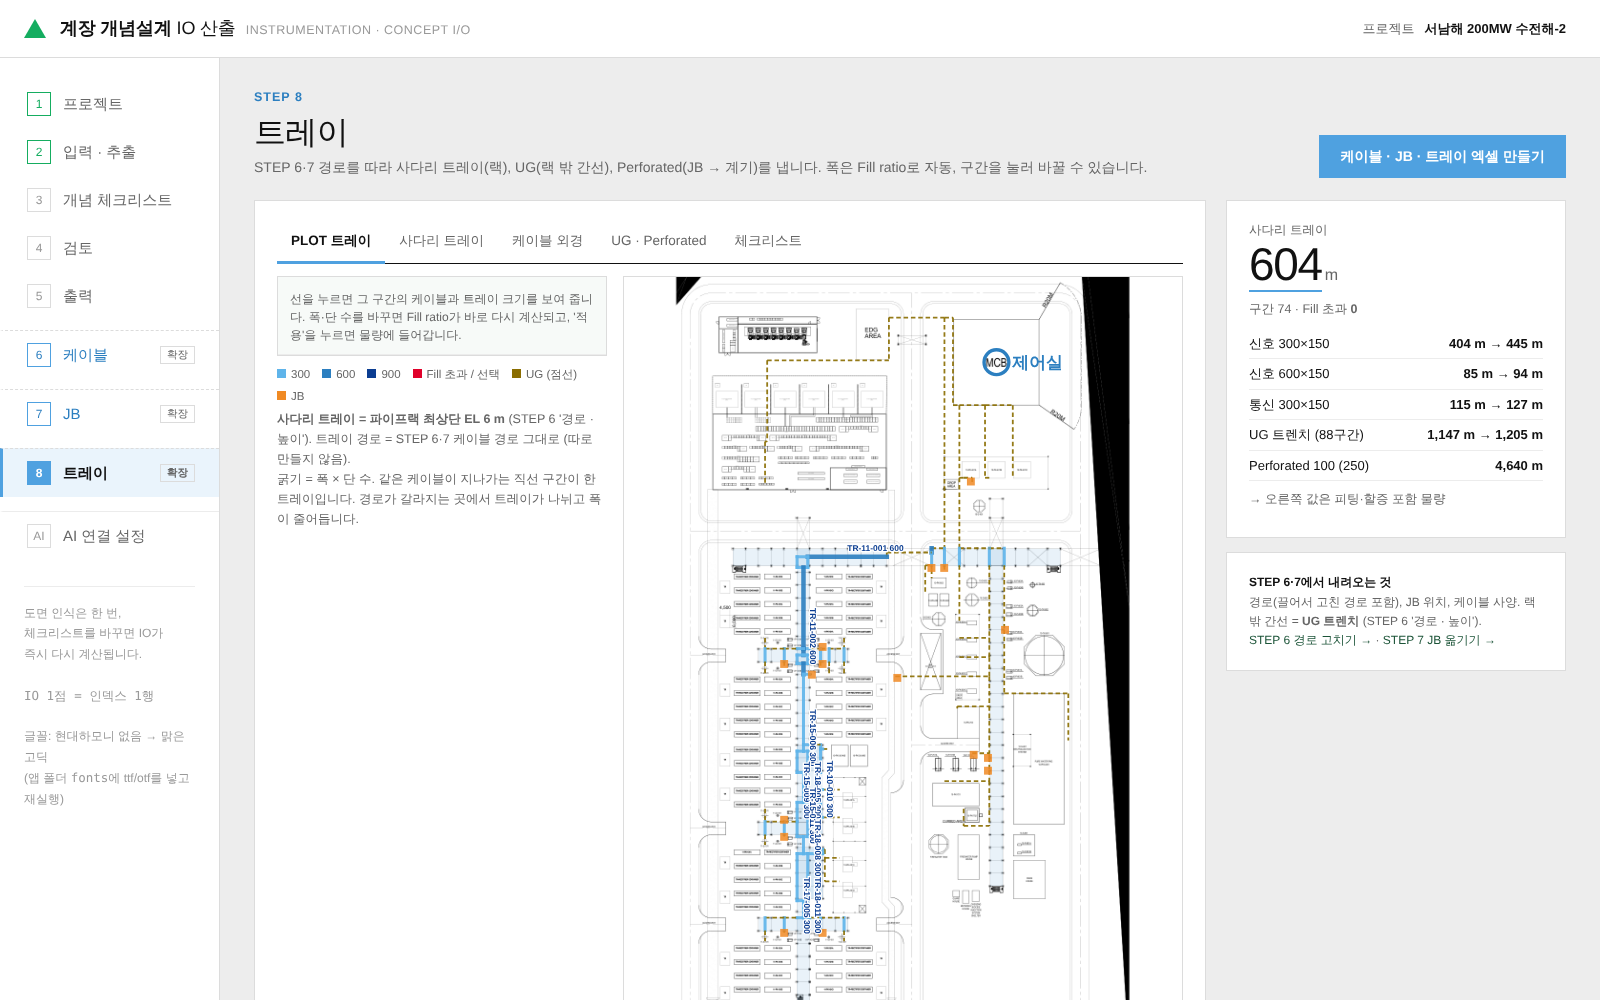 계장 개념설계 IO 산출 INSTRUMENTATION · CONCEPT I/O
프로젝트 서남해 200MW 수전해-2
1 프로젝트
2 입력 · 추출
3 개념 체크리스트
4 검토
5 출력
6 케이블 확장
7 JB 확장
8 트레이 확장
AI AI 연결 설정
도면 인식은 한 번,
체크리스트를 바꾸면 IO가
즉시 다시 계산됩니다.
IO 1점 = 인덱스 1행
글꼴: 현대하모니 없음 → 맑은
고딕
(앱 폴더 fonts에 ttf/otf를 넣고
재실행)
STEP 8
트레이
STEP 6·7 경로를 따라 사다리 트레이(랙), UG(랙 밖 간선), Perforated(JB → 계기)를 냅니다. 폭은 Fill ratio로 자동, 구간을 눌러 바꿀 수 있습니다.
케이블 · JB · 트레이 엑셀 만들기
PLOT 트레이 사다리 트레이 케이블 외경 UG · Perforated 체크리스트
선을 누르면 그 구간의 케이블과 트레이 크기를 보여 줍니
다. 폭·단 수를 바꾸면 Fill ratio가 바로 다시 계산되고, '적
용'을 누르면 물량에 들어갑니다.
300 600 900 Fill 초과 / 선택 UG (점선)
JB
사다리 트레이 = 파이프랙 최상단 EL 6 m (STEP 6 '경로 ·
높이'). 트레이 경로 = STEP 6·7 케이블 경로 그대로 (따로
만들지 않음).
굵기 = 폭 × 단 수. 같은 케이블이 지나가는 직선 구간이 한
트레이입니다. 경로가 갈라지는 곳에서 트레이가 나뉘고 폭
이 줄어듭니다.
EDG
AREA
R20M
MCB 제어실
R20M
TR-11-001 600
4.500
TR-11-002 600
TR-15-006 300
TR-10-010 300
TR-18-008 300
TR-18-011 300
TR-17-005 300
사다리 트레이
604 m
구간 74 · Fill 초과 0
신호 300×150 404 m → 445 m
신호 600×150 85 m → 94 m
통신 300×150 115 m → 127 m
UG 트렌치 (88구간) 1,147 m → 1,205 m
Perforated 100 (250) 4,640 m
→ 오른쪽 값은 피팅·할증 포함 물량
STEP 6·7에서 내려오는 것
경로(끌어서 고친 경로 포함), JB 위치, 케이블 사양. 랙
밖 간선 = UG 트렌치 (STEP 6 '경로 · 높이').
STEP 6 경로 고치기 → · STEP 7 JB 옮기기 →